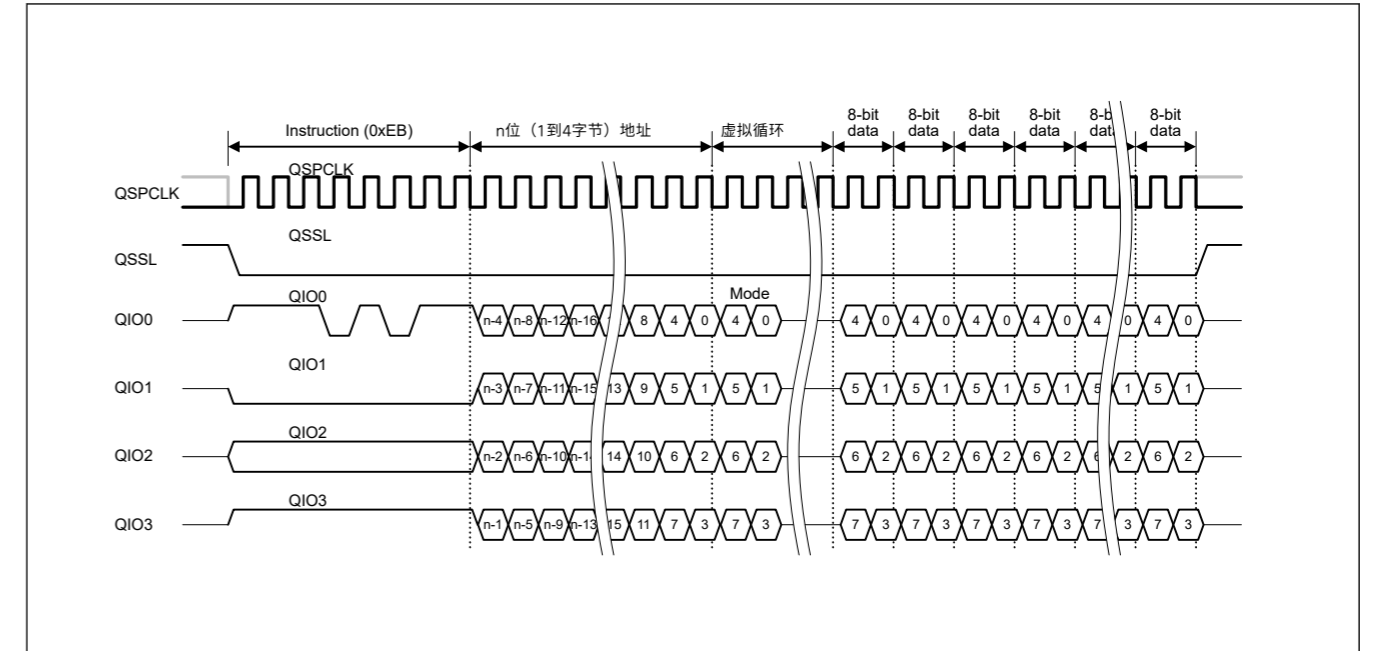 8-bit 8-bit 8-bit 8-bit 8-b 8-bit
Instruction (0xEB) n位（1到4字节）地址 虚拟循环 data data data data dat data
QSPCLK
QSPCLK
QSSL
QSSL
QIO0 Mode
QIO0 n-4 n-8 n-12 n-16 8 4 0 4 0 4 0 4 0 4 0 4 0 4 0 4 0
QIO1
QIO1 n-3 n-7 n-11 n-15 13 9 5 1 5 1 5 1 5 1 5 1 5 1 5 1 5 1
QIO2
QIO2 n-2 n-6 n-10 n-14 14 10 6 2 6 2 6 2 6 2 6 2 6 2 6 2 6 2
QIO3
QIO3 n-1 n-5 n-9 n-13 15 11 7 3 7 3 7 3 7 3 7 3 7 3 7 3 7 3